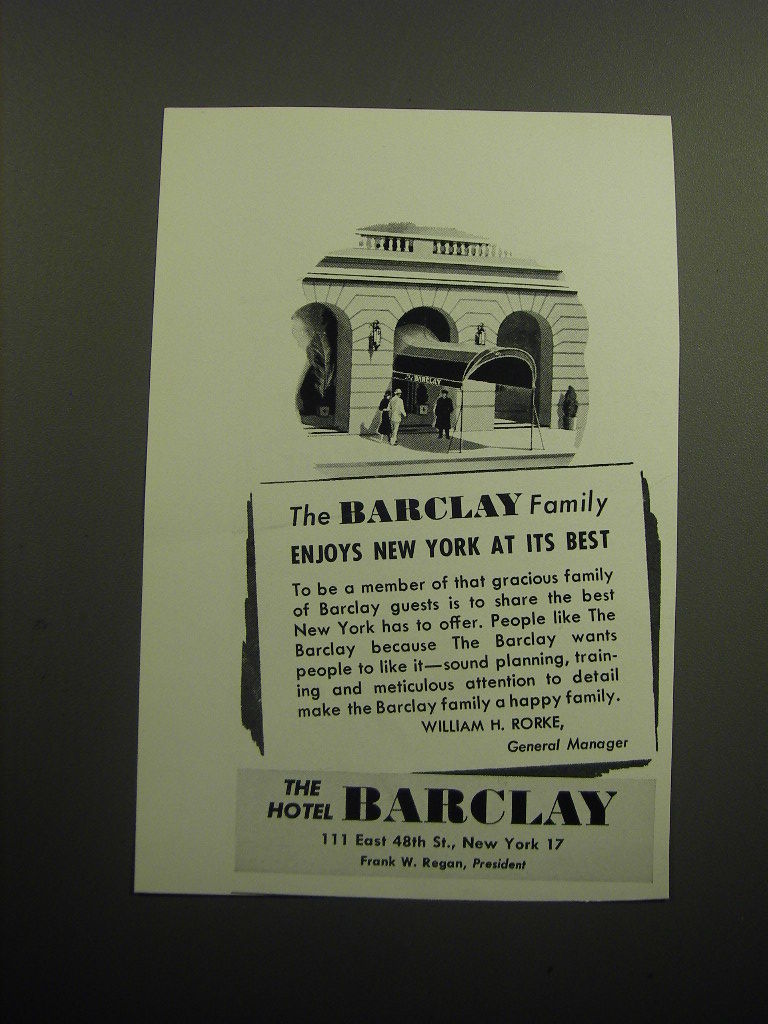 The BARCLAY
The BARCLAY Family
ENJOYS NEW YORK AT ITS BEST
To be a member of that gracious family
of Barclay guests is to share the best
New York has to offer. People like The
Barclay because The Barclay wants
people to like it—sound planning, train-
ing and meticulous attention to detail
make the Barclay family a happy family.
WILLIAM H. RORKE,
General Manager
THE
HOTEL BARCLAY
111 East 48th St., New York 17
Frank W. Regan, President